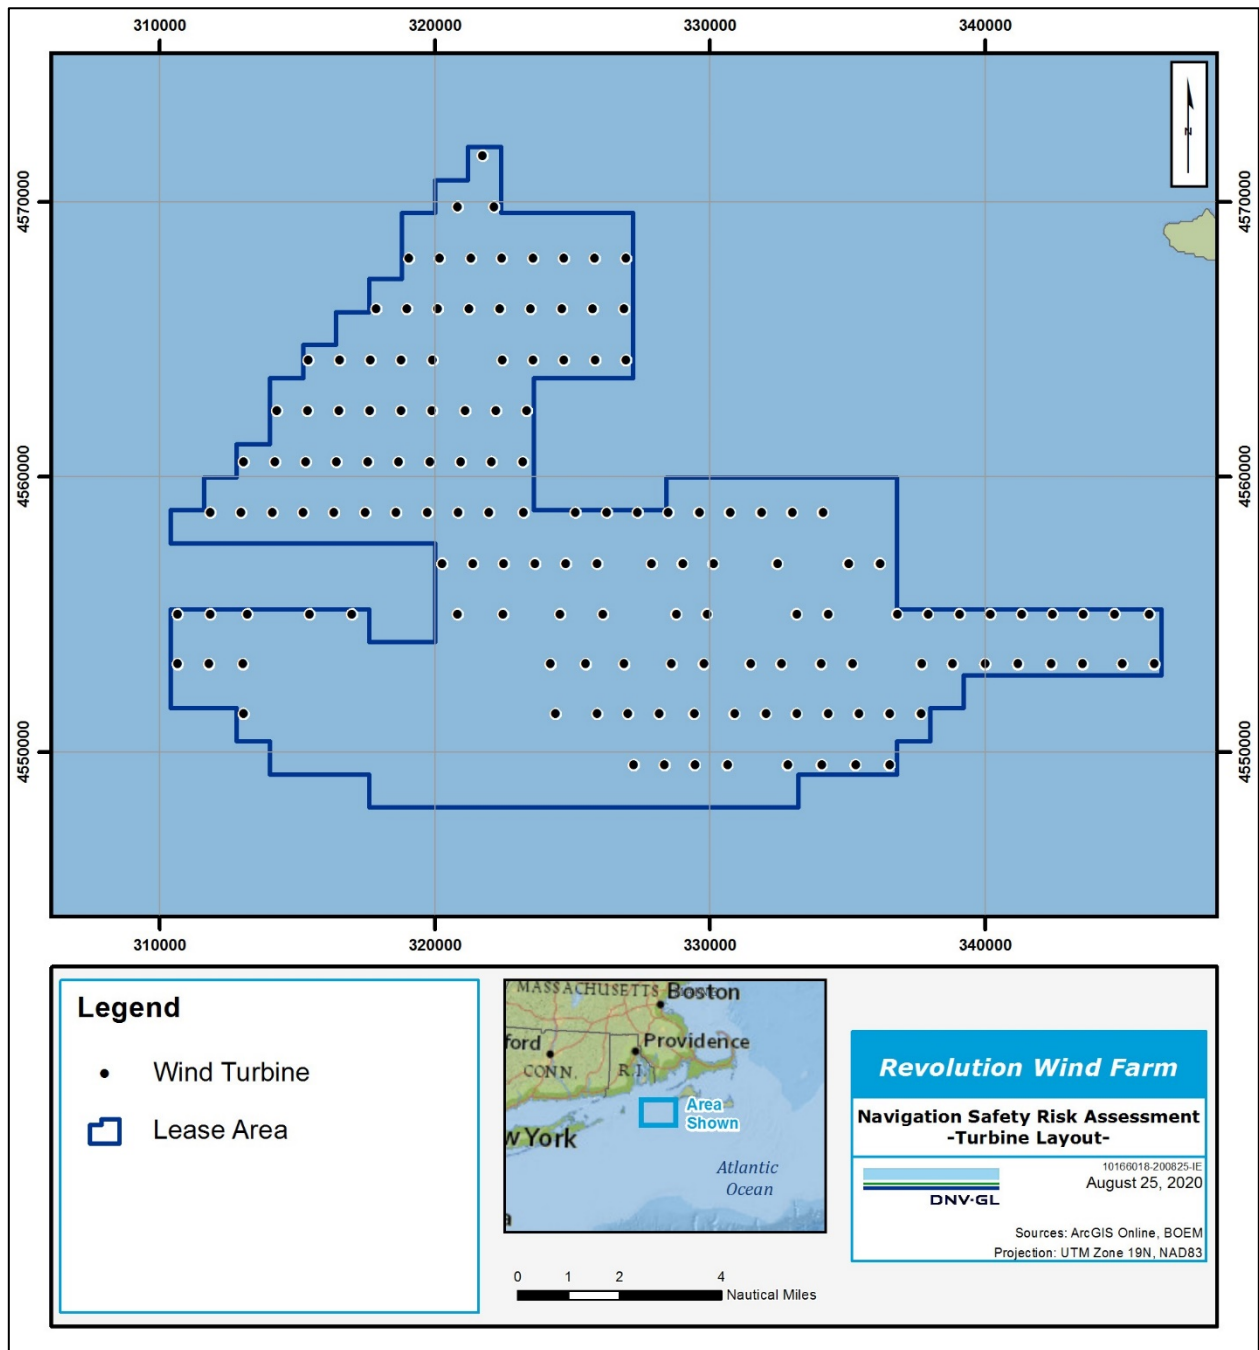 310000 320000 330000 340000
N
4570000 4570000
4560000 4560000
4550000 4550000
310000 320000 330000 340000
Legend
Wind Turbine
Lease Area
MASSACHUSETTS Boston
Providence
ford
CONN. R.I.
Area
Shown
w York
Atlantic
Ocean
a
0 1 2 4
Nautical Miles
Revolution Wind Farm
Navigation Safety Risk Assessment
-Turbine Layout-
10166018-200825-IE
August 25, 2020
DNV·GL
Sources: ArcGIS Online, BOEM
Projection: UTM Zone 19N, NAD83